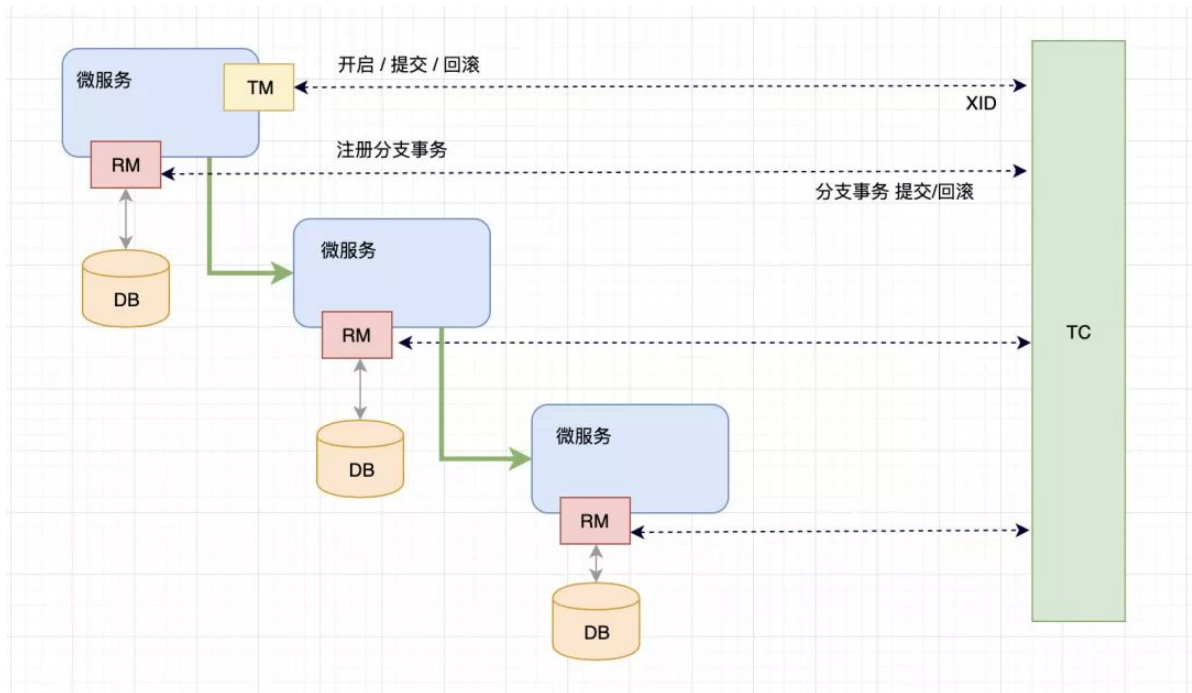 开启 / 提交 / 回滚
微服务
TM
XID
注册分支事务
RM
分支事务 提交/回滚
微服务
DB
RM
TC
微服务
DB
RM
DB